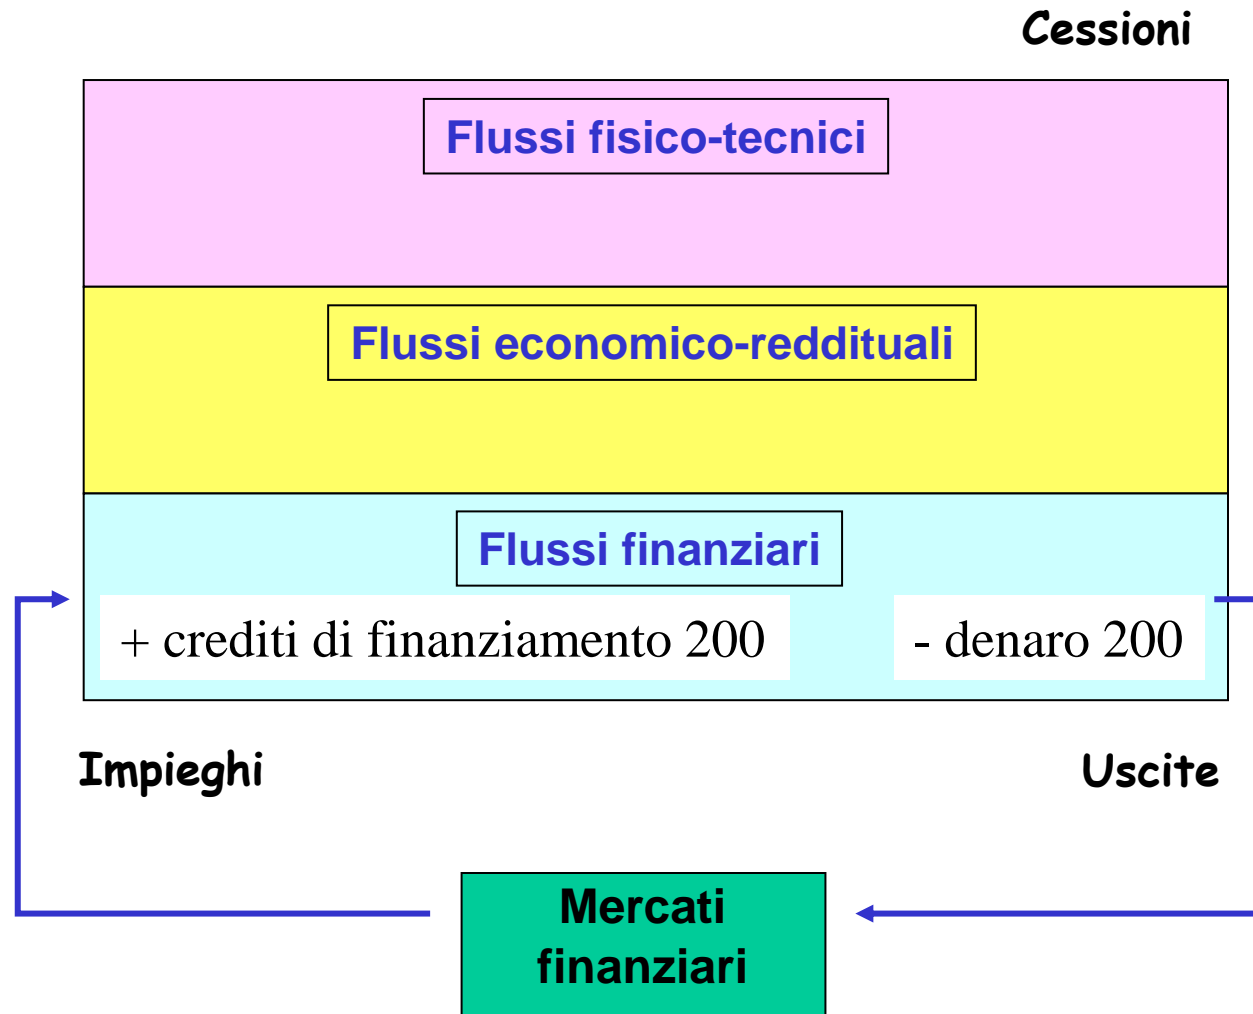 Cessioni
Flussi fisico-tecnici
Flussi economico-reddituali
Flussi finanziari
+ crediti di finanziamento 200
- denaro 200
Impieghi
Uscite
Mercati
finanziari